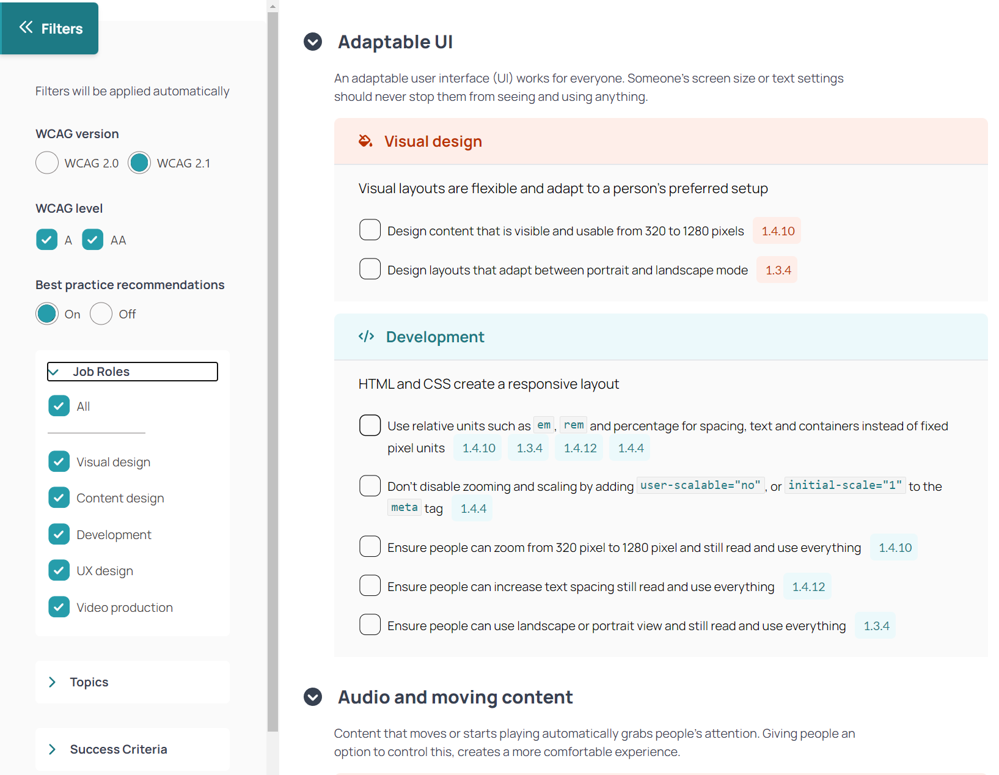 Filters
Filters will be applied automatically
WCAG version
WCAG 2.0 WCAG 2.1
WCAG level
A AA
Best practice recommendations
On Off
Job Roles
All
Visual design
Content design
Development
UX design
Video production
Topics
Success Criteria
Adaptable UI
An adaptable user interface (UI) works for everyone. Someone's screen size or text settings
should never stop them from seeing and using anything.
Visual design
Visual layouts are flexible and adapt to a person's preferred setup
Design content that is visible and usable from 320 to 1280 pixels 1.4.10
Design layouts that adapt between portrait and landscape mode 1.3.4
</> Development
HTML and CSS create a responsive layout
Use relative units such as em, rem and percentage for spacing, text and containers instead of fixed
pixel units 1.4.10 1.3.4 1.4.12 1.4.4
Don't disable zooming and scaling by adding user-scalable="no", or initial-scale="1" to the
meta tag 1.4.4
Ensure people can zoom from 320 pixel to 1280 pixel and still read and use everything 1.4.10
Ensure people can increase text spacing still read and use everything 1.4.12
Ensure people can use landscape or portrait view and still read and use everything 1.3.4
Audio and moving content
Content that moves or starts playing automatically grabs people's attention. Giving people an
option to control this, creates a more comfortable experience.